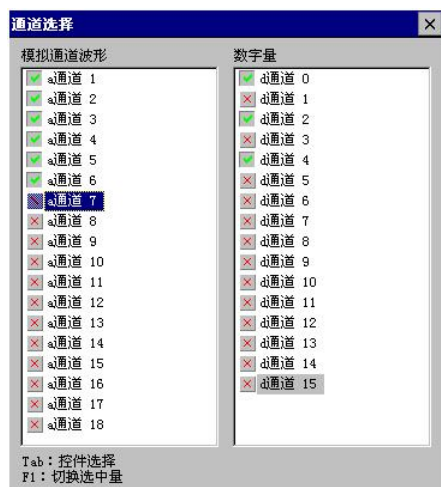 通道选择
模拟通道波形
a通道 1
a通道 2
a通道 3
a通道 4
a通道 5
a通道 6
a通道 7
a通道 8
a通道 9
a通道 10
a通道 11
a通道 12
a通道 13
a通道 14
a通道 15
a通道 16
a通道 17
a通道 18
数字量
d通道 0
d通道 1
d通道 2
d通道 3
d通道 4
d通道 5
d通道 6
d通道 7
d通道 8
d通道 9
d通道 10
d通道 11
d通道 12
d通道 13
d通道 14
d通道 15
Tab：控件选择
F1：切换选中量